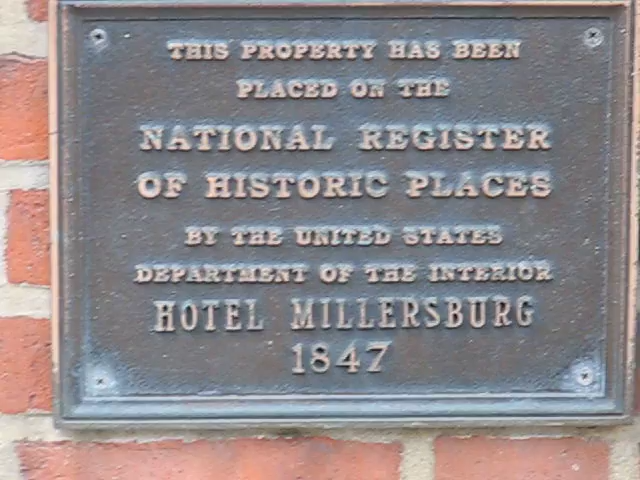 THIS PROPERTY HAS BEEN
PLACED ON THE
NATIONAL REGISTER
OF HISTORIC PLACES
BY THE UNITED STATES
DEPARTMENT OF THE INTERIOR
HOTEL MILLERSBURG
1847